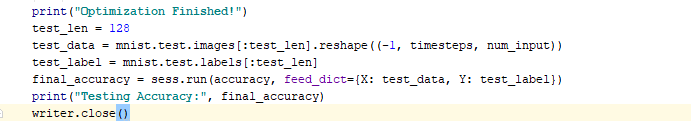 print("Optimization Finished!")
test_len = 128
test_data = mnist.test.images[:test_len].reshape((-1, timesteps, num_input))
test_label = mnist.test.labels[:test_len]
final_accuracy = sess.run(accuracy, feed_dict={X: test_data, Y: test_label})
print("Testing Accuracy:", final_accuracy)
writer.close()